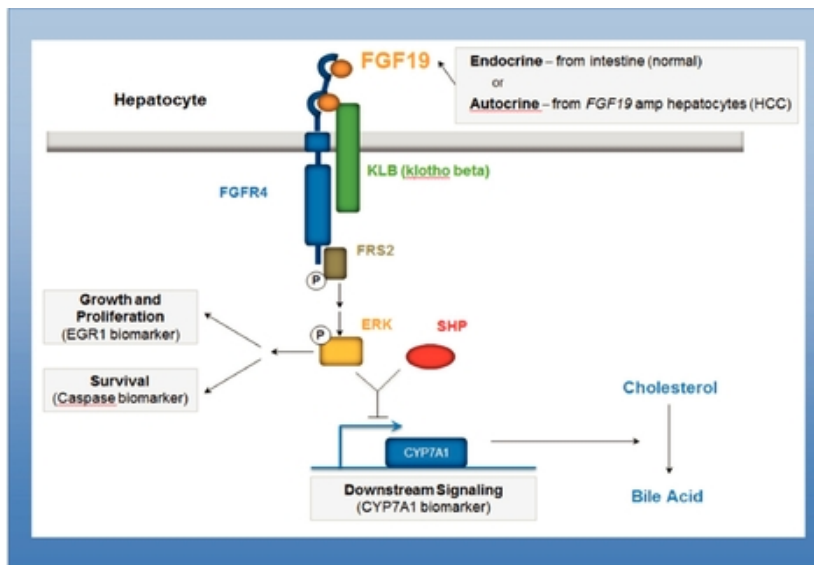 FGF19
Endocrine – from intestine (normal)
or
Autocrine – from FGF19 amp hepatocytes (HCC)
Hepatocyte
KLB (klotho beta)
FGFR4
FRS2
P
Growth and
Proliferation
(EGR1 biomarker)
P
ERK
SHP
Survival
(Caspase biomarker)
Cholesterol
CYP7A1
Downstream Signaling
(CYP7A1 biomarker)
Bile Acid